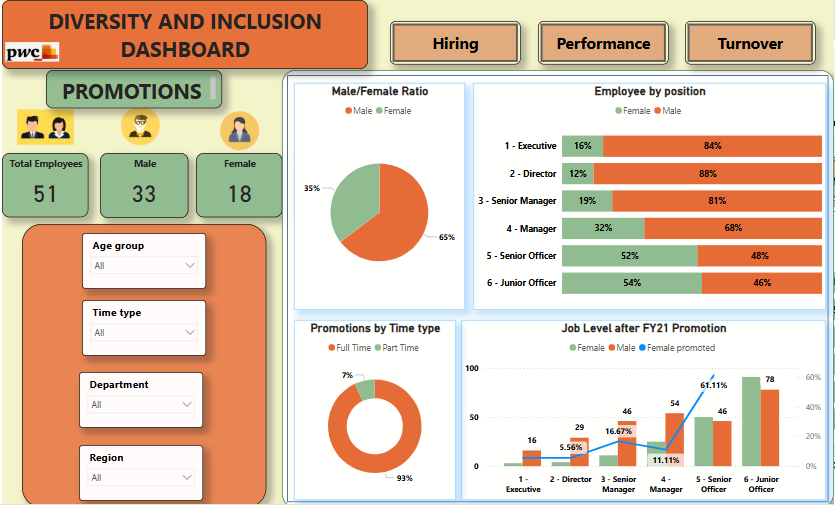 DIVERSITY AND INCLUSION
DASHBOARD
pwc
Hiring
Performance
Turnover
PROMOTIONS
Total Employees
51
Male
33
Female
18
Age group
All
Time type
All
Department
All
Region
All
Male/Female Ratio
Male Female
35%
65%
Employee by position
Female Male
1 - Executive 16% 84%
2 - Director 12% 88%
3 - Senior Manager 19% 81%
4 - Manager 32% 68%
5 - Senior Officer 52% 48%
6 - Junior Officer 54% 46%
Promotions by Time type
Full Time Part Time
7%
93%
Job Level after FY21 Promotion
Female Male Female promoted
100
50
0
16
29
46
54
46
78
5.56%
16.67%
11.11%
61.11%
60%
40%
20%
0%
1 -
Executive
2 - Director
3 - Senior
Manager
4 -
Manager
5 - Senior
Officer
6 - Junior
Officer